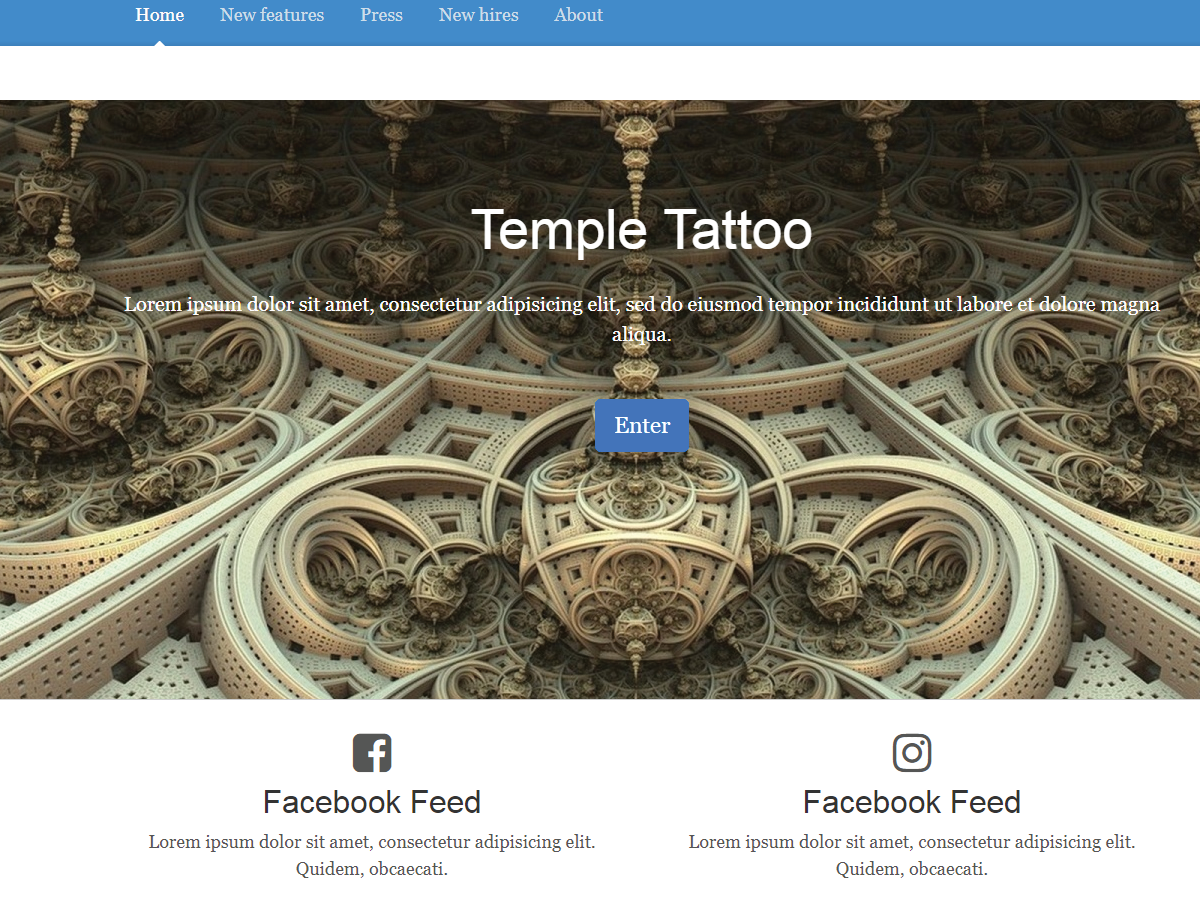 Home New features Press New hires About
Temple Tattoo
Lorem ipsum dolor sit amet, consectetur adipisicing elit, sed do eiusmod tempor incididunt ut labore et dolore magna
aliqua.
Enter
Facebook Feed
Lorem ipsum dolor sit amet, consectetur adipisicing elit.
Quidem, obcaecati.
Facebook Feed
Lorem ipsum dolor sit amet, consectetur adipisicing elit.
Quidem, obcaecati.